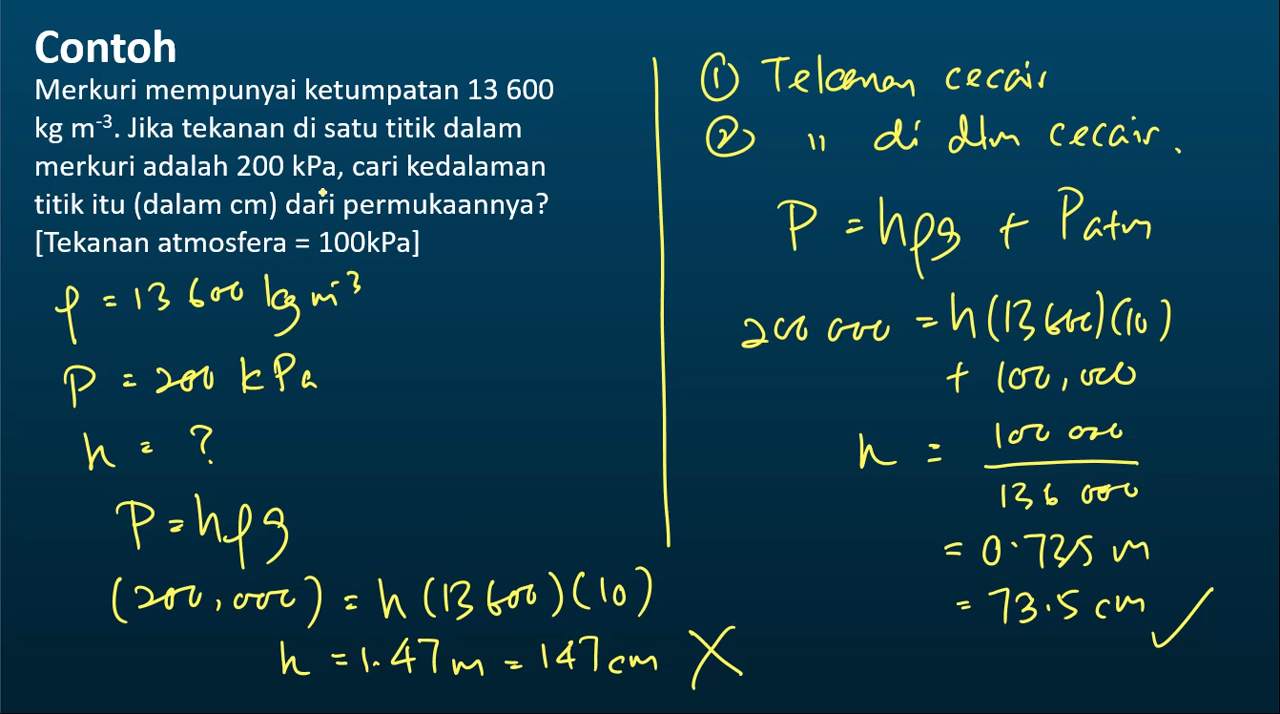 Contoh
Merkuri mempunyai ketumpatan 13 600
kg m⁻³. Jika tekanan di satu titik dalam
merkuri adalah 200 kPa, cari kedalaman
titik itu (dalam cm) dari permukaannya?
[Tekanan atmosfera = 100kPa]
ρ = 13 600 kg m⁻³
P = 200 kPa
h = ?
P = hρg
(200,000) = h(13 600)(10)
h = 1.47 m = 147 cm X
① Tekanan cecair
② " di dlm cecair.
P = hρg + Patm
200 000 = h(13 600)(10)
+ 100,000
h = 100 000
136 000
= 0.735 m
= 73.5 cm ✓